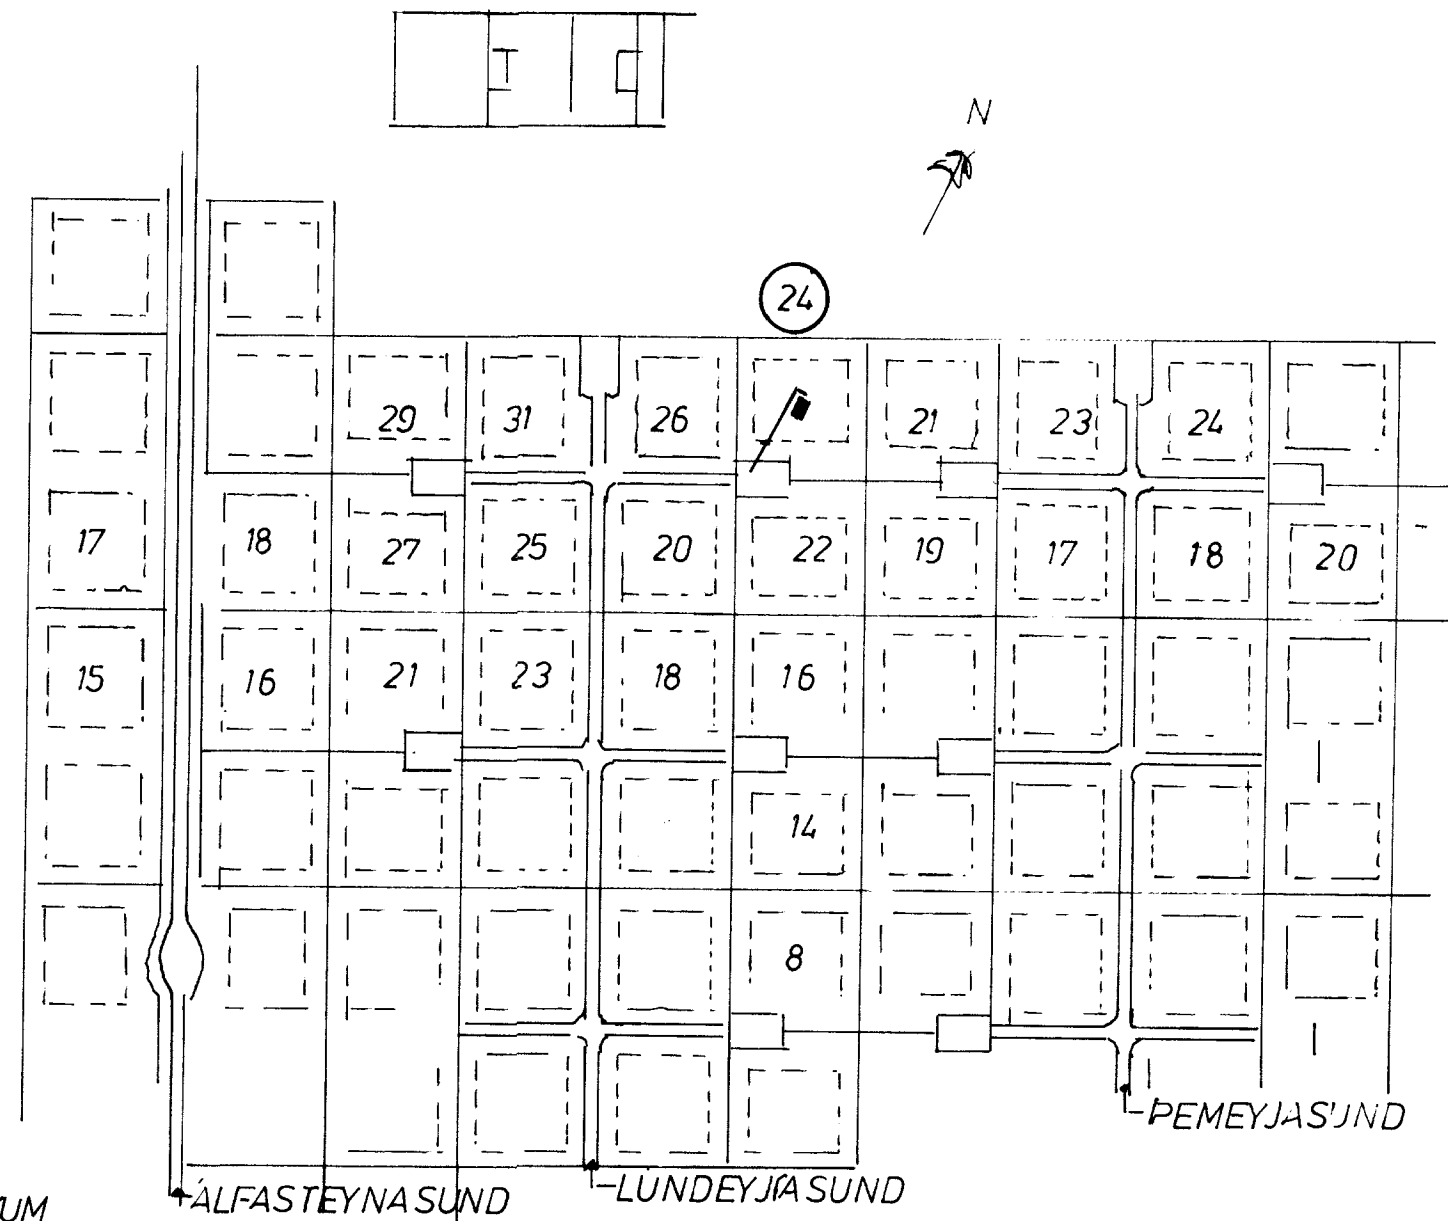 N
24
29 31 26 21 23 24
17 18 27 25 20 22 19 17 18 20
15 16 21 23 18 16
14
8
PEMEYJASUND
LUNDEYJASUND
ÁLFASTEYNASUND
UM